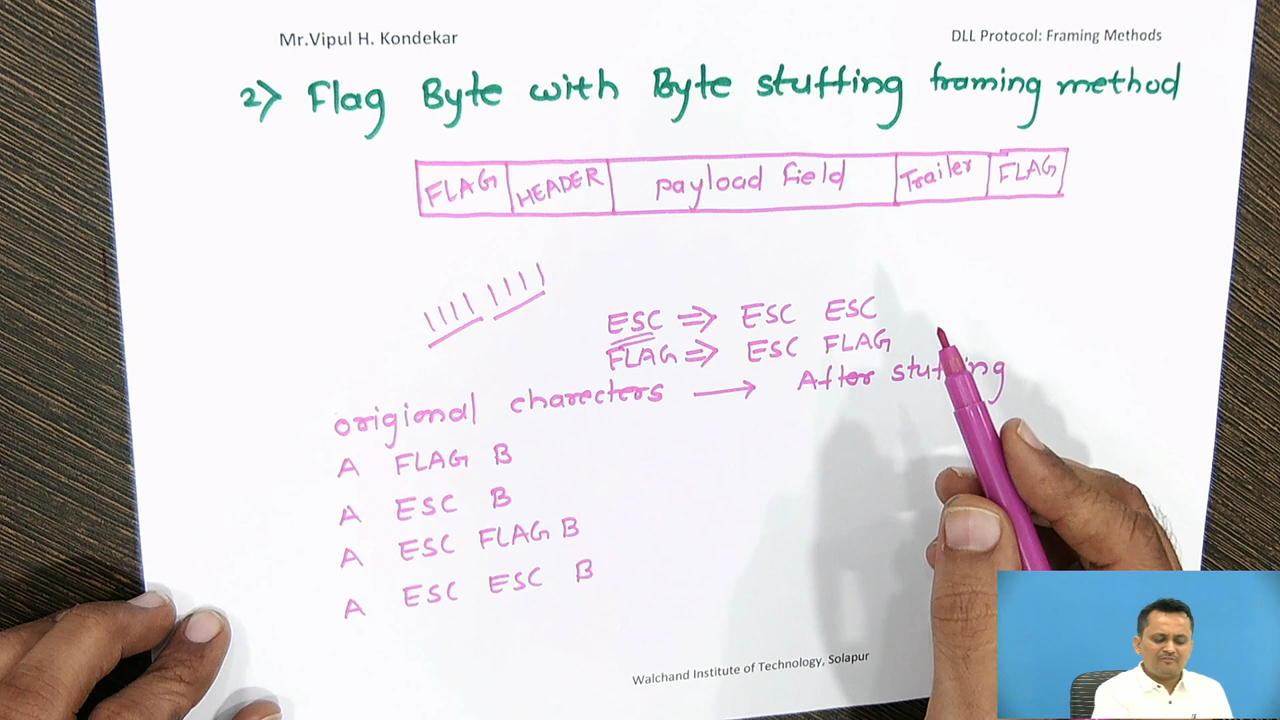 Mr.Vipul H. Kondekar
DLL Protocol: Framing Methods
2> Flag Byte with Byte stuffing framing method
FLAG HEADER payload field Trailer FLAG
ESC => ESC ESC
FLAG => ESC FLAG
origional charecters → After stuffing
A FLAG B
A ESC B
A ESC FLAG B
A ESC ESC B
Walchand Institute of Technology, Solapur